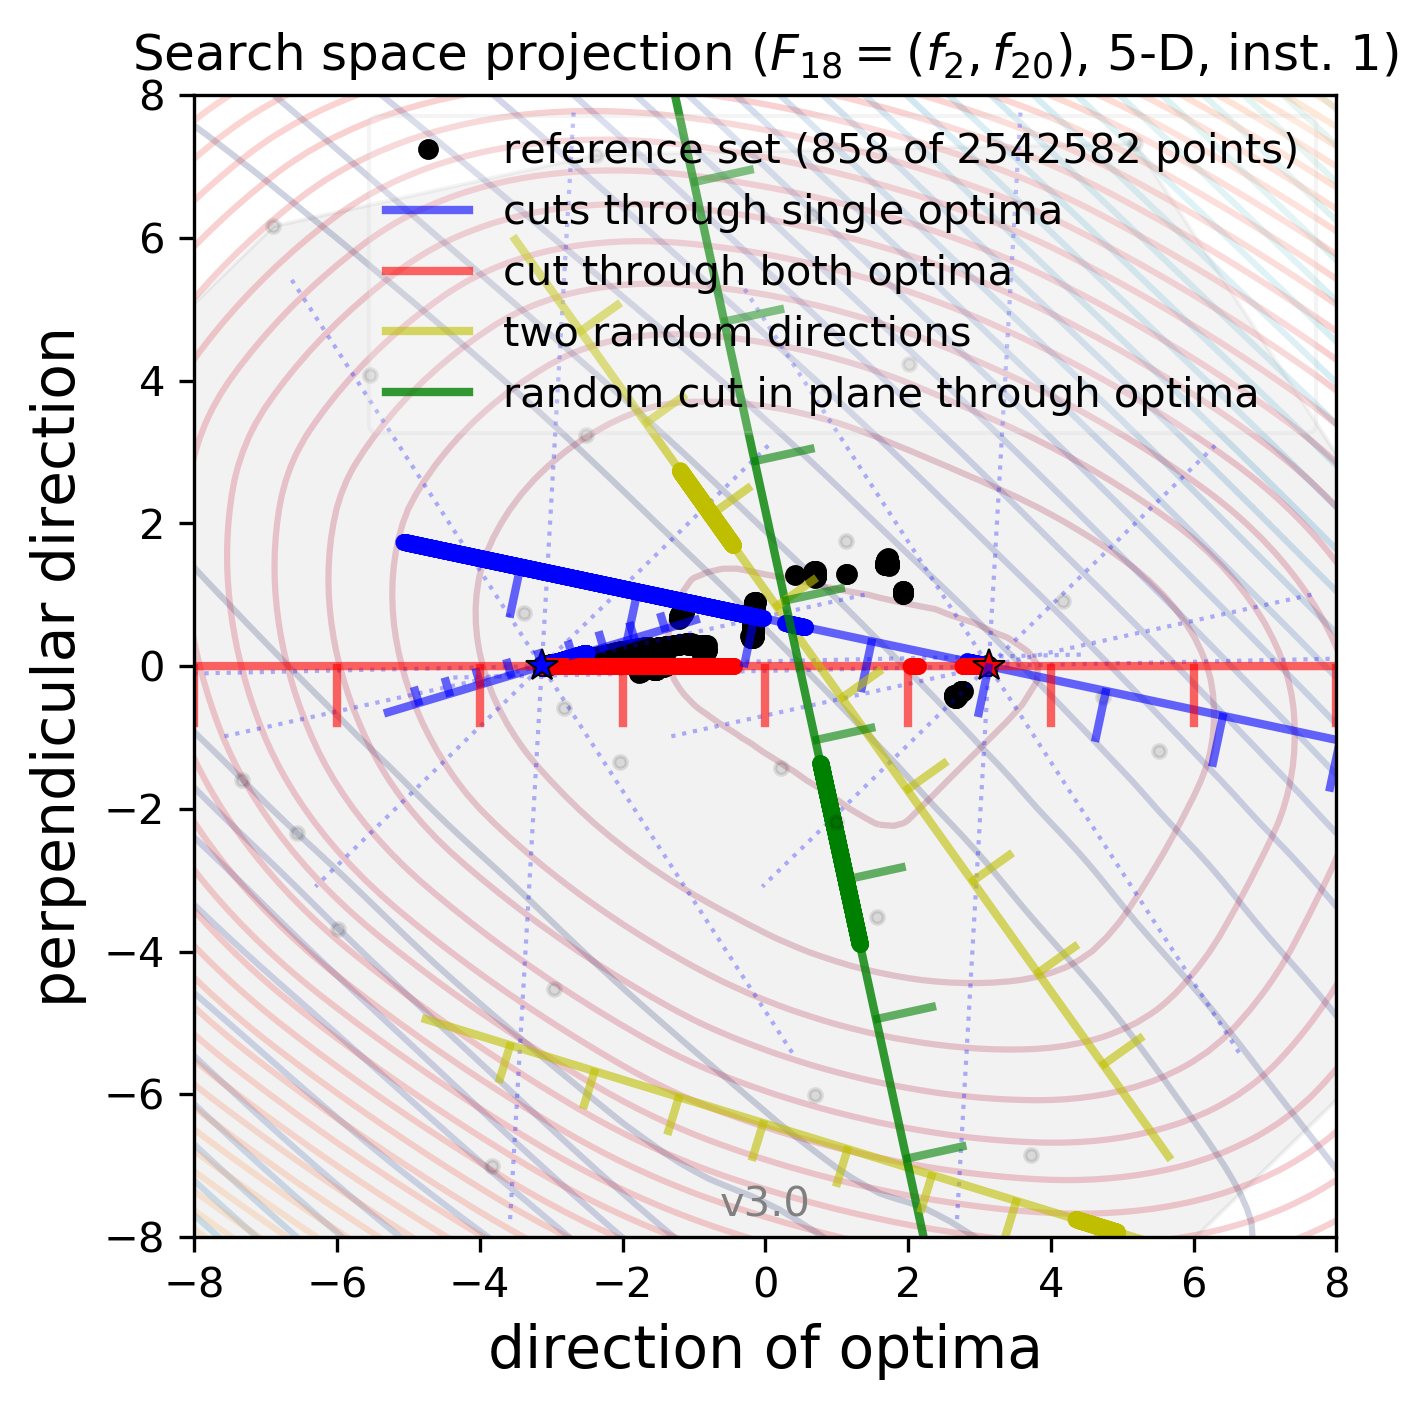 Search space projection (F18 = (f2, f20), 5-D, inst. 1)
reference set (858 of 2542582 points)
cuts through single optima
cut through both optima
two random directions
random cut in plane through optima
8
6
4
2
0
−2
−4
−6
−8
perpendicular direction
v3.0
−8 −6 −4 −2 0 2 4 6 8
direction of optima